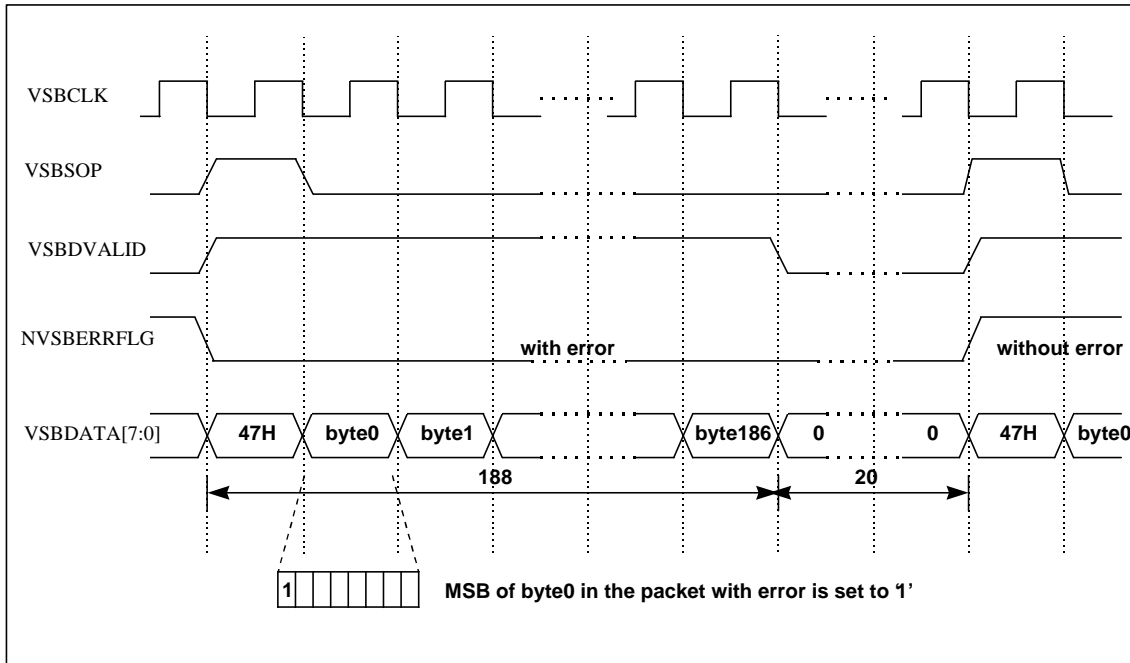 VSBCLK
VSBSOP
VSBDVALID
NVSBERRFLG
with error
without error
VSBDATA[7:0]
47H byte0 byte1 byte186 0 0 47H byte0
188 20
1
MSB of byte0 in the packet with error is set to '1'